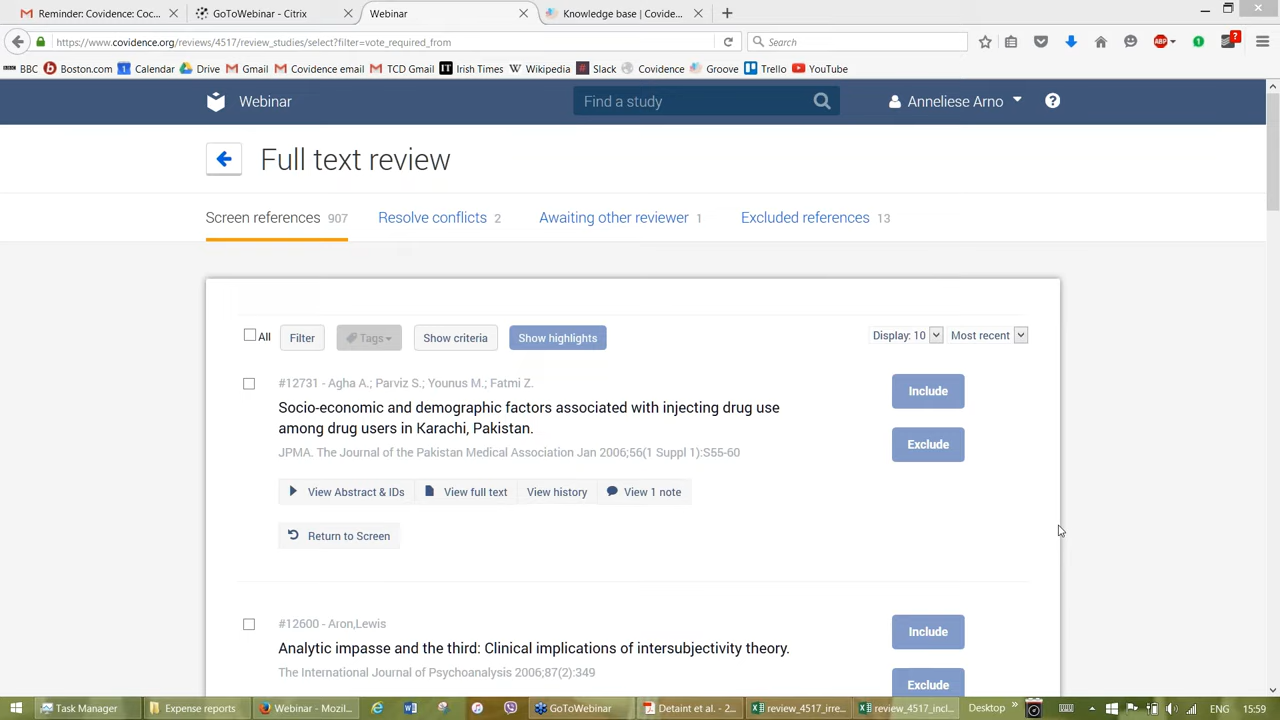 Reminder: Covidence: Coc...
GoToWebinar - Citrix
Webinar
Knowledge base | Covide...
https://www.covidence.org/reviews/4517/review_studies/select?filter=vote_required_from
Search
ABP
1
?
BBC
Boston.com
Calendar
Drive
Gmail
Covidence email
TCD Gmail
Irish Times
Wikipedia
Slack
Covidence
Groove
Trello
YouTube
Webinar
Find a study
Anneliese Arno
Full text review
Screen references 907
Resolve conflicts 2
Awaiting other reviewer 1
Excluded references 13
All
Filter
Tags
Show criteria
Show highlights
Display: 10
Most recent
#12731 - Agha A.; Parviz S.; Younus M.; Fatmi Z.
Include
Socio-economic and demographic factors associated with injecting drug use
among drug users in Karachi, Pakistan.
Exclude
JPMA. The Journal of the Pakistan Medical Association Jan 2006;56(1 Suppl 1):S55-60
View Abstract & IDs
View full text
View history
View 1 note
Return to Screen
#12600 - Aron,Lewis
Include
Analytic impasse and the third: Clinical implications of intersubjectivity theory.
The International Journal of Psychoanalysis 2006;87(2):349
Exclude
Task Manager
Expense reports
Webinar - Mozil...
GoToWebinar
Detaint et al. - 2...
review_4517_irre...
review_4517_incl...
Desktop
ENG
15:59